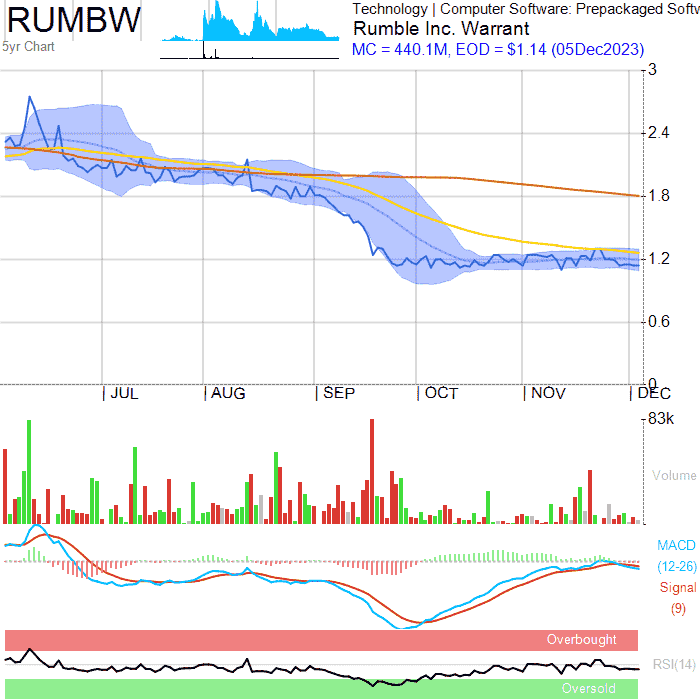 RUMBW
5yr Chart
Technology | Computer Software: Prepackaged Softw
Rumble Inc. Warrant
MC = 440.1M, EOD = $1.14 (05Dec2023)
3
2.4
1.8
1.2
0.6
0
JUL
AUG
SEP
OCT
NOV
DEC
83k
Volume
MACD
(12-26)
Signal
(9)
Overbought
RSI(14)
Oversold